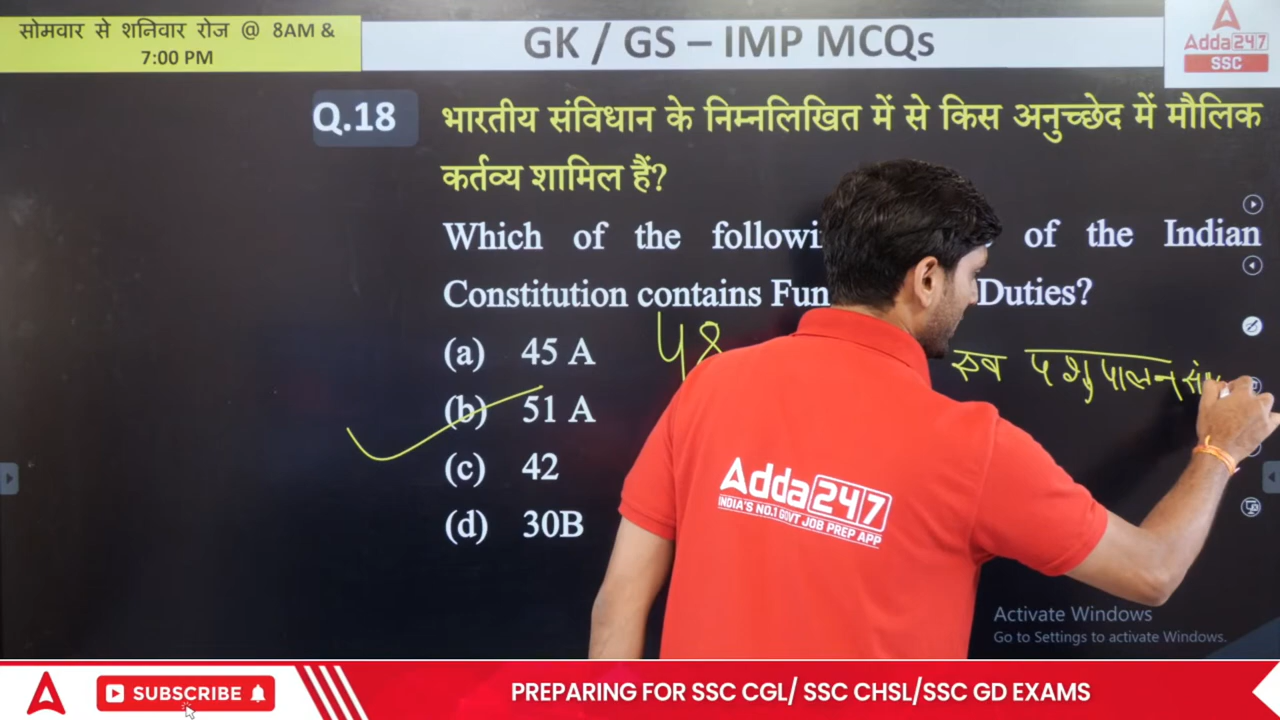 सोमवार से शनिवार रोज @ 8AM &
7:00 PM
GK / GS – IMP MCQs
Adda247
SSC
Q.18
भारतीय संविधान के निम्नलिखित में से किस अनुच्छेद में मौलिक
कर्तव्य शामिल हैं?
Which of the following of the Indian
Constitution contains Fun Duties?
(a) 45 A
48
पशुपालन
(b) 51 A
(c) 42
(d) 30B
Adda247
INDIA'S NO.1 GOVT JOB PREP APP
Activate Windows
Go to Settings to activate Windows.
SUBSCRIBE
PREPARING FOR SSC CGL/ SSC CHSL/SSC GD EXAMS